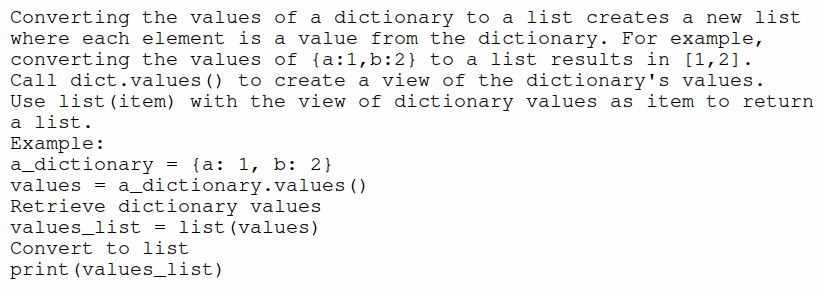 Converting the values of a dictionary to a list creates a new list
where each element is a value from the dictionary. For example,
converting the values of {a:1,b:2} to a list results in [1,2].
Call dict.values() to create a view of the dictionary's values.
Use list(item) with the view of dictionary values as item to return
a list.
Example:
a_dictionary = {a: 1, b: 2}
values = a_dictionary.values()
Retrieve dictionary values
values_list = list(values)
Convert to list
print(values_list)